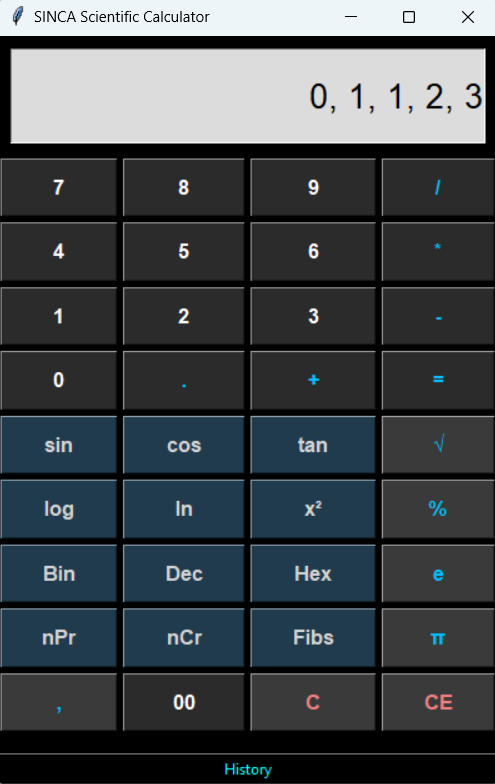 SINCA Scientific Calculator
0, 1, 1, 2, 3
7 8 9 /
4 5 6 *
1 2 3 -
0 . + =
sin cos tan √
log ln x² %
Bin Dec Hex e
nPr nCr Fibs π
, 00 C CE
History